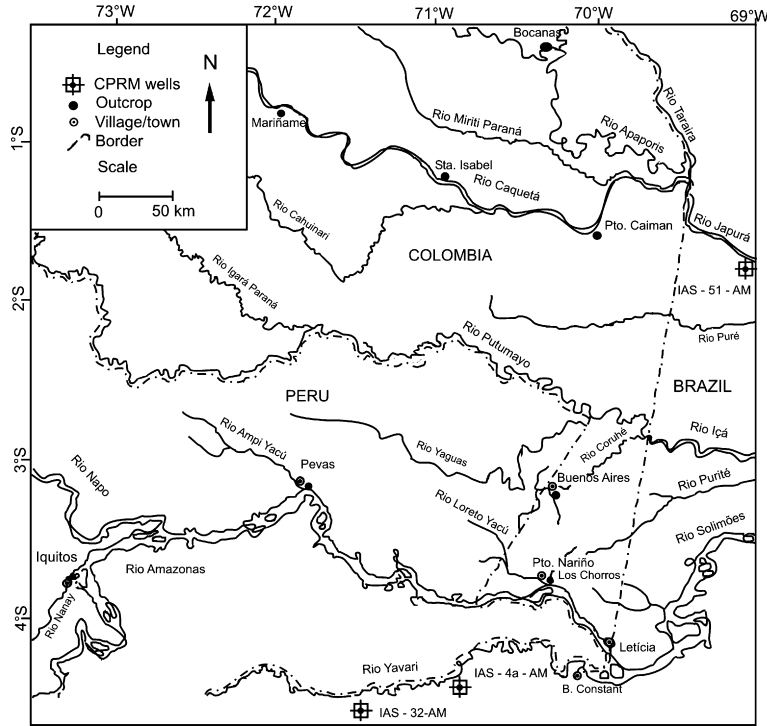 73°W
72°W
71°W
70°W
69°W
Legend
CPRM wells
Outcrop
Village/town
Border
Scale
0
50 km
N
1°S
2°S
3°S
4°S
Bocanas
Rio Taraira
Rio Miriti Paraná
Rio Apaporis
Mariñame
Sta. Isabel
Rio Caquetá
Rio Cahuinari
Pto. Caiman
Rio Japurá
COLOMBIA
Rio Igará Paraná
IAS - 51 - AM
Rio Puré
Rio Putumayo
PERU
BRAZIL
Rio Ampi Yacú
Rio Yaguas
Rio Coruhé
Rio Içá
Rio Napo
Pevas
Buenos Aires
Rio Purité
Rio Loreto Yacú
Rio Solimões
Iquitos
Rio Amazonas
Pto. Nariño
Los Chorros
Rio Nanay
Letícia
Rio Yavari
IAS - 4a - AM
B. Constant
IAS - 32-AM